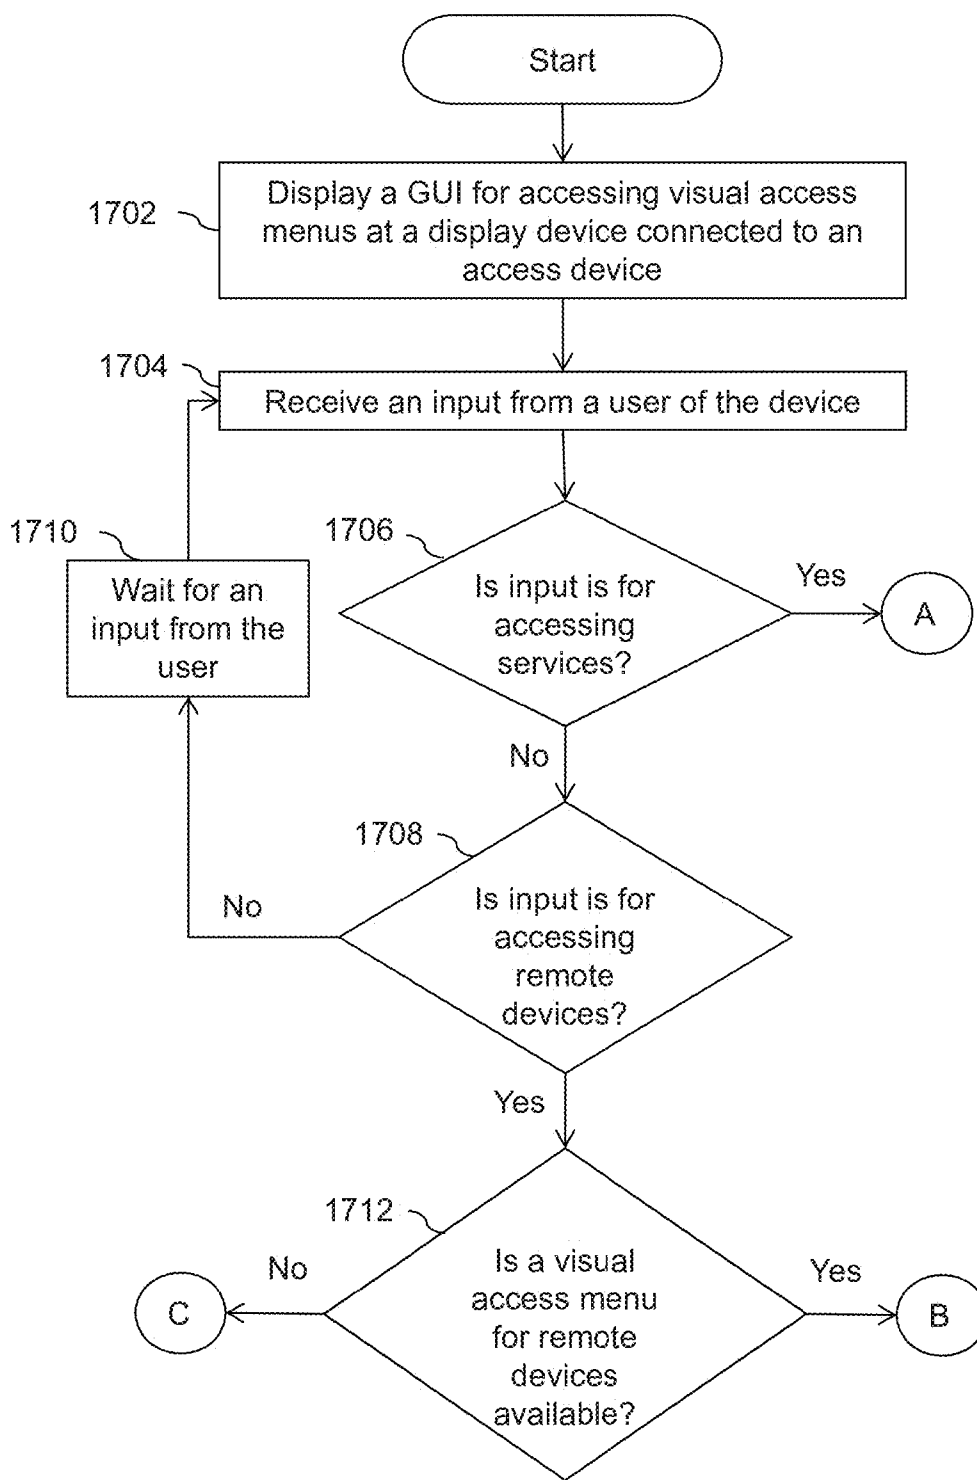 Start
1702
Display a GUI for accessing visual access
menus at a display device connected to an
access device
1704
Receive an input from a user of the device
1710
Wait for an
input from the
user
1706
Is input is for
accessing
services?
Yes
A
No
1708
Is input is for
accessing
remote
devices?
No
Yes
1712
Is a visual
access menu
for remote
devices
available?
No
C
Yes
B